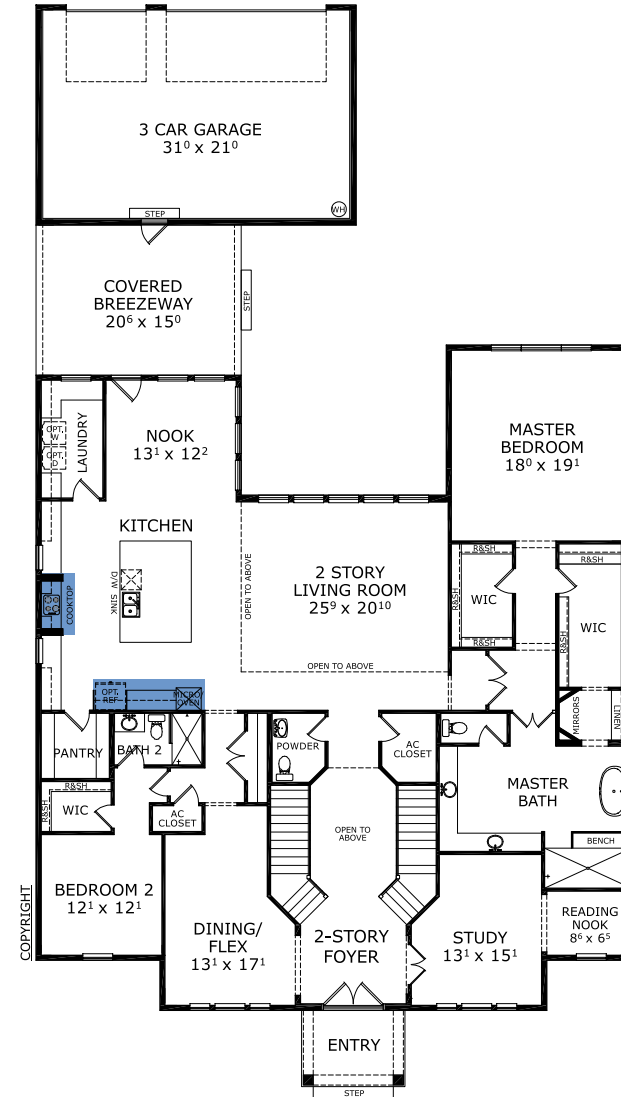 3 CAR GARAGE
31⁰ x 21⁰
STEP
WH
COVERED
BREEZEWAY
20⁶ x 15⁰
STEP
OPT.
W
OPT.
D
LAUNDRY
NOOK
13¹ x 12²
MASTER
BEDROOM
18⁰ x 19¹
KITCHEN
D/W
SINK
COOKTOP
OPEN TO ABOVE
2 STORY
LIVING ROOM
25⁹ x 20¹⁰
OPEN TO ABOVE
R&SH
R&SH
WIC
R&SH
R&SH
R&SH
WIC
OPT.
REF
MICRO/
OVEN
MIRRORS
LINEN
PANTRY
BATH 2
POWDER
AC
CLOSET
R&SH
R&SH
WIC
AC
CLOSET
MASTER
BATH
OPEN TO
ABOVE
BENCH
BEDROOM 2
12¹ x 12¹
COPYRIGHT
DINING/
FLEX
13¹ x 17¹
2-STORY
FOYER
STUDY
13¹ x 15¹
READING
NOOK
8⁶ x 6⁵
ENTRY
STEP